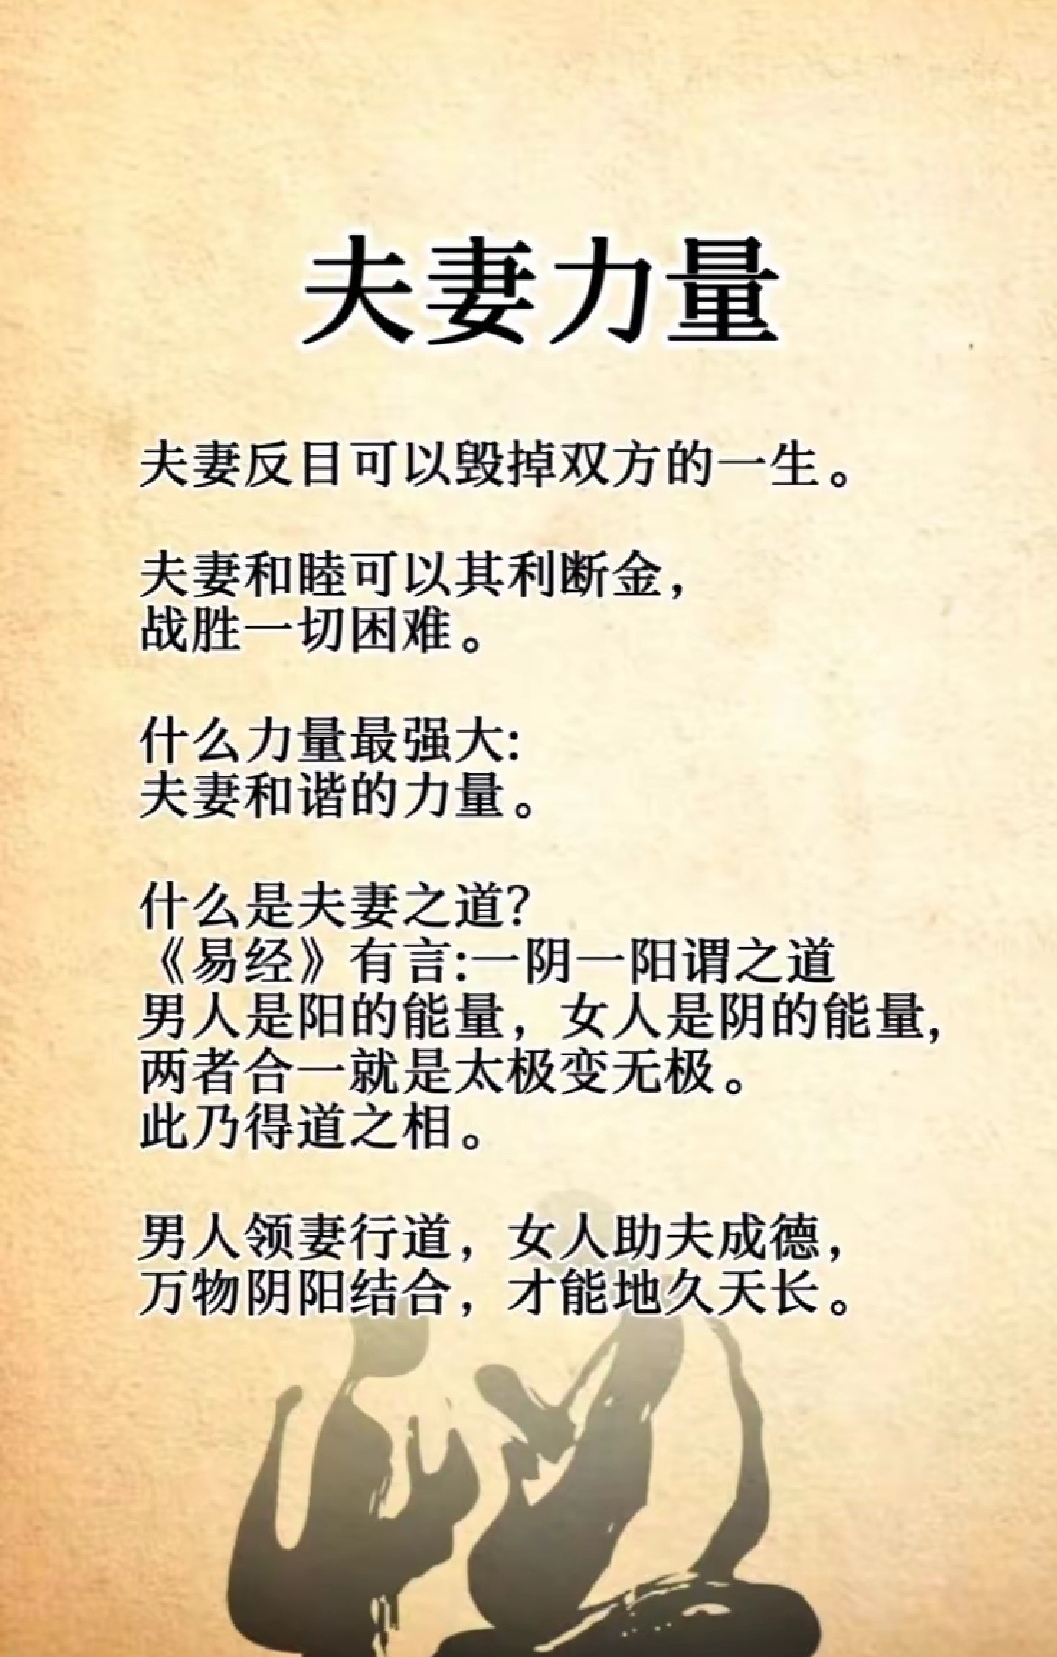 夫妻力量
夫妻反目可以毁掉双方的一生。
夫妻和睦可以其利断金，
战胜一切困难。
什么力量最强大:
夫妻和谐的力量。
什么是夫妻之道?
《易经》有言:一阴一阳谓之道
男人是阳的能量，女人是阴的能量，
两者合一就是太极变无极。
此乃得道之相。
男人领妻行道，女人助夫成德，
万物阴阳结合，才能地久天长。